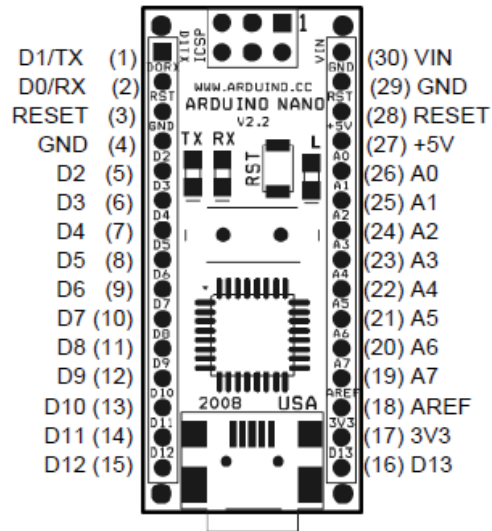 D1/TX (1)
D0/RX (2)
RESET (3)
GND (4)
D2 (5)
D3 (6)
D4 (7)
D5 (8)
D6 (9)
D7 (10)
D8 (11)
D9 (12)
D10 (13)
D11 (14)
D12 (15)
D1TX
ICSP
1
VIN
D0RX
RST
GND
D2
D3
D4
D5
D6
D7
D8
D9
D10
D11
D12
WWW.ARDUINO.CC
ARDUINO NANO
V2.2
TX RX
RST
L
2008 USA
GND
RST
+5V
A0
A1
A2
A3
A4
A5
A6
A7
AREF
3V3
D13
(30) VIN
(29) GND
(28) RESET
(27) +5V
(26) A0
(25) A1
(24) A2
(23) A3
(22) A4
(21) A5
(20) A6
(19) A7
(18) AREF
(17) 3V3
(16) D13